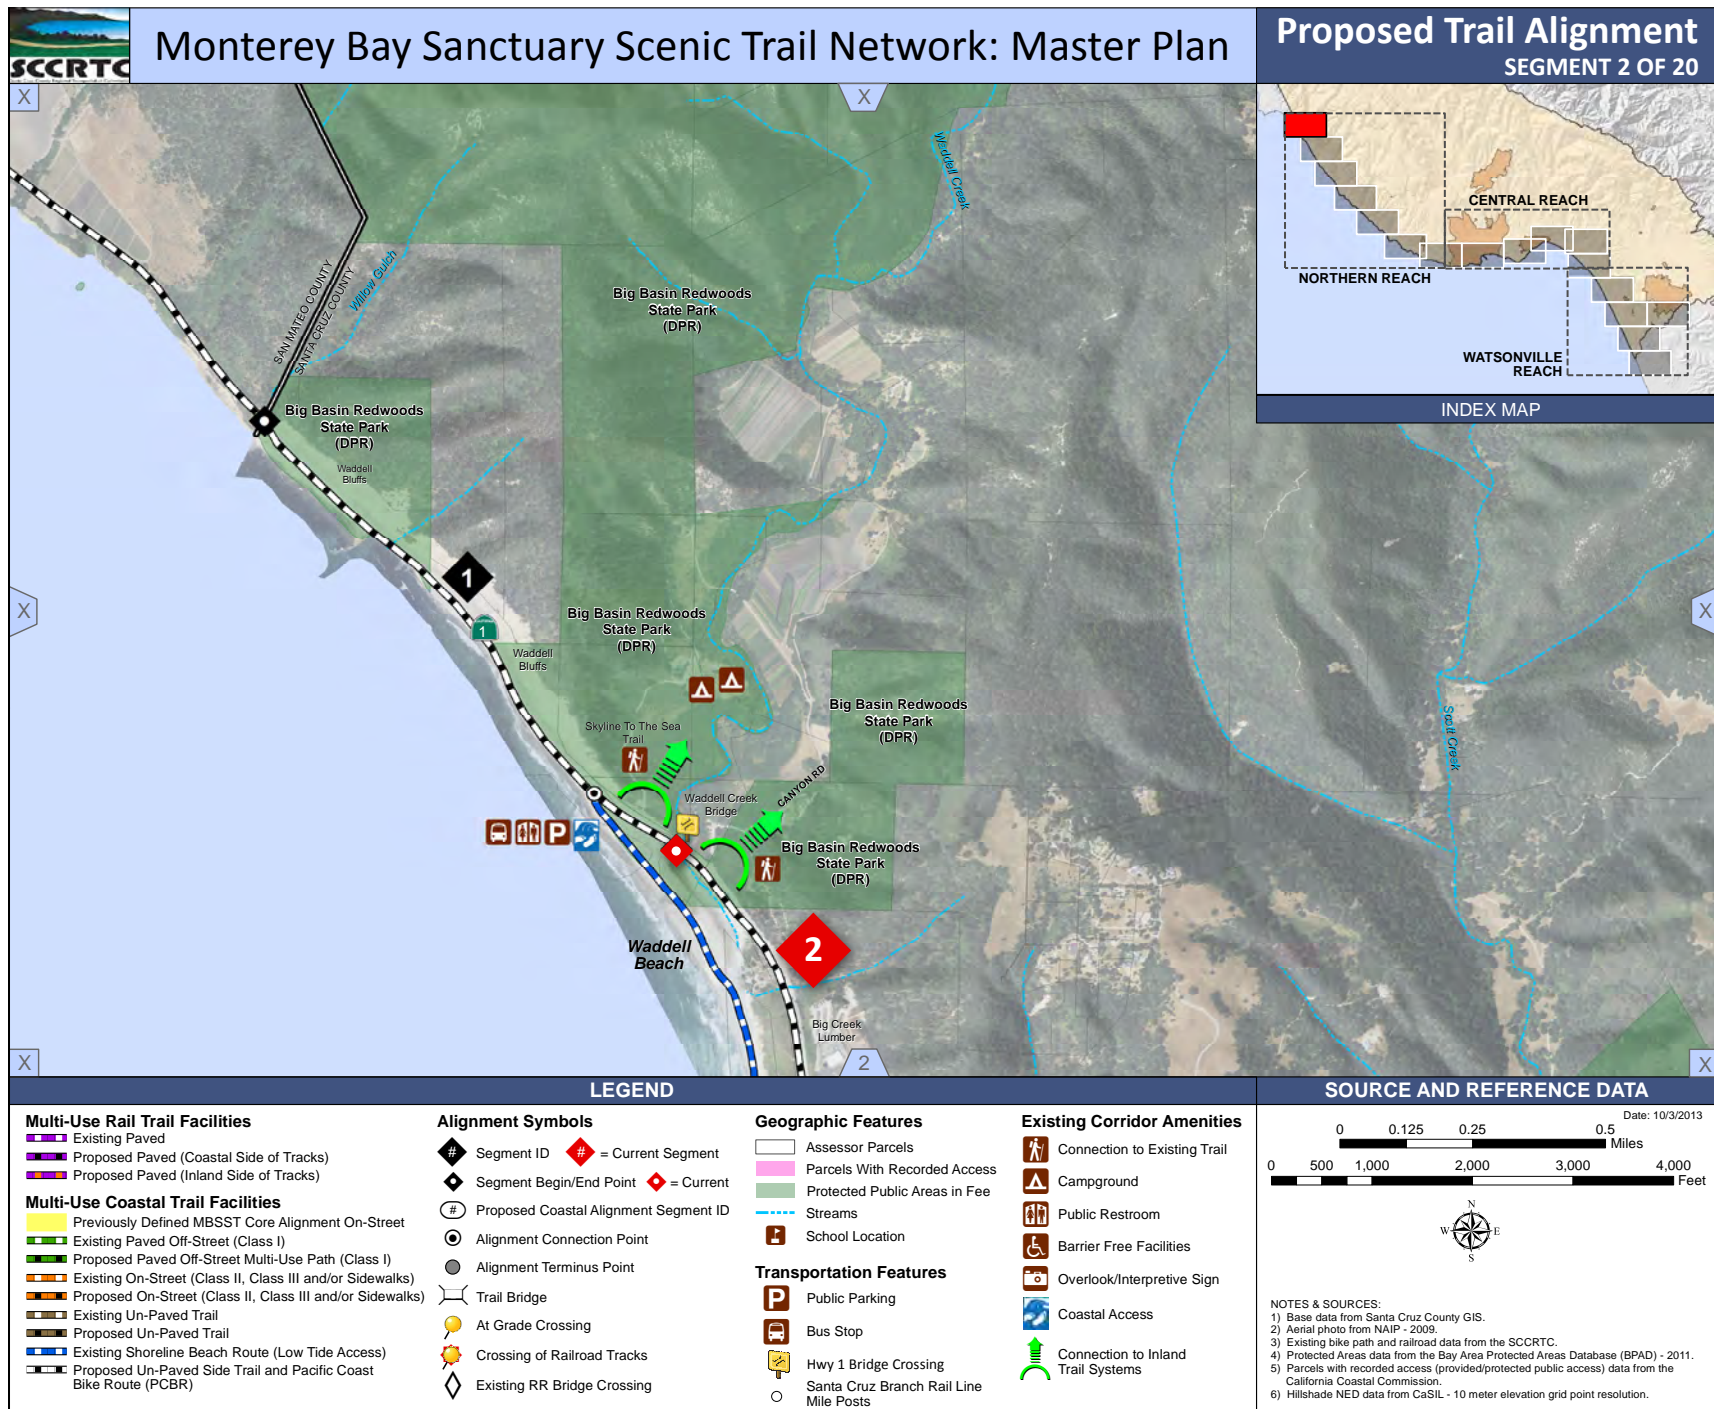 SCCRTC
Monterey Bay Sanctuary Scenic Trail Network: Master Plan
Proposed Trail Alignment
SEGMENT 2 OF 20
X
X
Waddell Creek
CENTRAL REACH
NORTHERN REACH
WATSONVILLE
REACH
INDEX MAP
SAN MATEO COUNTY
SANTA CRUZ COUNTY
Willow Gulch
Big Basin Redwoods
State Park
(DPR)
Big Basin Redwoods
State Park
(DPR)
Waddell
Bluffs
1
1
X
X
Big Basin Redwoods
State Park
(DPR)
Waddell
Bluffs
Big Basin Redwoods
State Park
(DPR)
Scott Creek
Skyline To The Sea
Trail
CANYON RD
Waddell Creek
Bridge
P
Big Basin Redwoods
State Park
(DPR)
Waddell
Beach
2
Big Creek
Lumber
X
2
X
LEGEND
Multi-Use Rail Trail Facilities
Existing Paved
Proposed Paved (Coastal Side of Tracks)
Proposed Paved (Inland Side of Tracks)
Multi-Use Coastal Trail Facilities
Previously Defined MBSST Core Alignment On-Street
Existing Paved Off-Street (Class I)
Proposed Paved Off-Street Multi-Use Path (Class I)
Existing On-Street (Class II, Class III and/or Sidewalks)
Proposed On-Street (Class II, Class III and/or Sidewalks)
Existing Un-Paved Trail
Proposed Un-Paved Trail
Existing Shoreline Beach Route (Low Tide Access)
Proposed Un-Paved Side Trail and Pacific Coast
Bike Route (PCBR)
Alignment Symbols
# Segment ID # = Current Segment
Segment Begin/End Point = Current
# Proposed Coastal Alignment Segment ID
Alignment Connection Point
Alignment Terminus Point
Trail Bridge
At Grade Crossing
Crossing of Railroad Tracks
Existing RR Bridge Crossing
Geographic Features
Assessor Parcels
Parcels With Recorded Access
Protected Public Areas in Fee
Streams
School Location
Transportation Features
P Public Parking
Bus Stop
Hwy 1 Bridge Crossing
Santa Cruz Branch Rail Line
Mile Posts
Existing Corridor Amenities
Connection to Existing Trail
Campground
Public Restroom
Barrier Free Facilities
Overlook/Interpretive Sign
Coastal Access
Connection to Inland
Trail Systems
SOURCE AND REFERENCE DATA
Date: 10/3/2013
0 0.125 0.25 0.5
Miles
0 500 1,000 2,000 3,000 4,000
Feet
N
W E
S
NOTES & SOURCES:
1) Base data from Santa Cruz County GIS.
2) Aerial photo from NAIP - 2009.
3) Existing bike path and railroad data from the SCCRTC.
4) Protected Areas data from the Bay Area Protected Areas Database (BPAD) - 2011.
5) Parcels with recorded access (provided/protected public access) data from the
California Coastal Commission.
6) Hillshade NED data from CaSIL - 10 meter elevation grid point resolution.